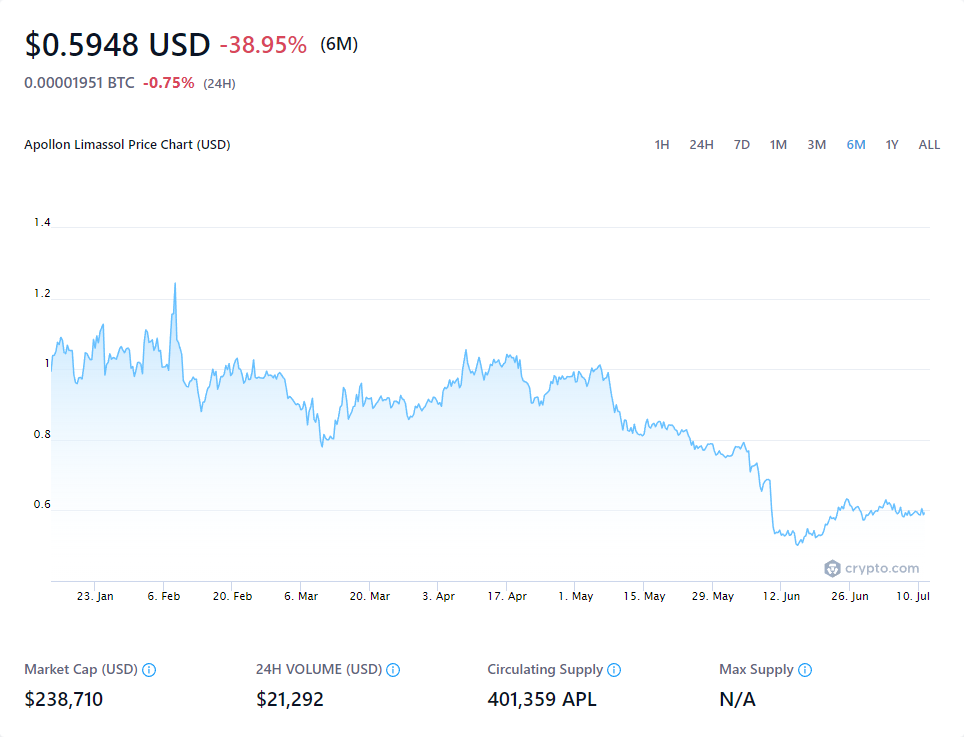 $0.5948 USD -38.95% (6M)
0.00001951 BTC -0.75% (24H)
Apollon Limassol Price Chart (USD) 1H 24H 7D 1M 3M 6M 1Y ALL
1.4
1.2
1
0.8
0.6
crypto.com
23. Jan 6. Feb 20. Feb 6. Mar 20. Mar 3. Apr 17. Apr 1. May 15. May 29. May 12. Jun 26. Jun 10. Jul
Market Cap (USD) 24H VOLUME (USD) Circulating Supply Max Supply
$238,710 $21,292 401,359 APL N/A